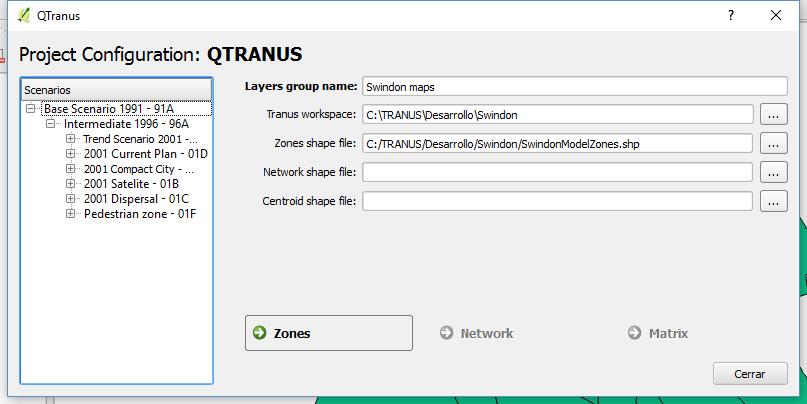 QTranus
?
Project Configuration: QTRANUS
Scenarios
Base Scenario 1991 - 91A
Intermediate 1996 - 96A
Trend Scenario 2001 -...
2001 Current Plan - 01D
2001 Compact City - ...
2001 Satelite - 01B
2001 Dispersal - 01C
Pedestrian zone - 01F
Layers group name: Swindon maps
Tranus workspace: C:\TRANUS\Desarrollo\Swindon ...
Zones shape file: C:/TRANUS/Desarrollo/Swindon/SwindonModelZones.shp ...
Network shape file: ...
Centroid shape file: ...
Zones
Network
Matrix
Cerrar